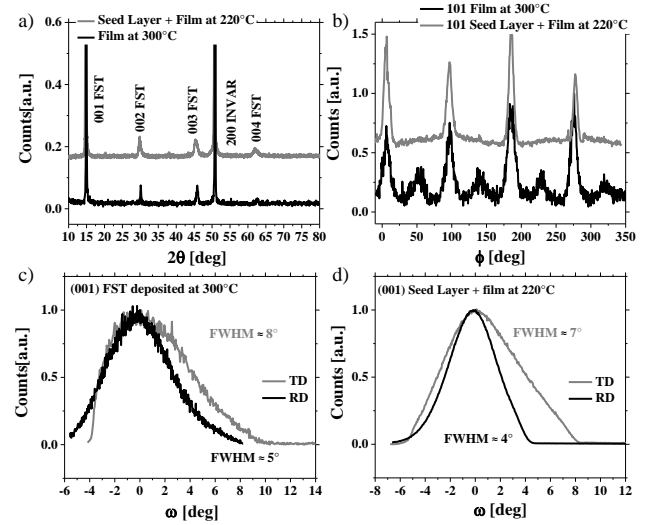 a)
Seed Layer + Film at 220°C
Film at 300°C
Counts[a.u.]
0.6
0.4
0.2
0.0
001 FST
002 FST
003 FST
200 INVAR
004 FST
10 15 20 25 30 35 40 45 50 55 60 65 70 75 80
2θ [deg]
b)
101 Film at 300°C
101 Seed Layer + Film at 220°C
Counts [a.u.]
1.5
1.0
0.5
0.0
0 50 100 150 200 250 300 350
ϕ [deg]
c)
(001) FST deposited at 300°C
FWHM ≈ 8°
TD
RD
FWHM ≈ 5°
Counts[a.u.]
1.0
0.5
0.0
-6 -4 -2 0 2 4 6 8 10 12 14
ω [deg]
d)
(001) Seed Layer + film at 220°C
FWHM ≈ 7°
TD
RD
FWHM ≈ 4°
Counts [a.u.]
1.0
0.5
0.0
-8 -6 -4 -2 0 2 4 6 8 10 12
ω [deg]